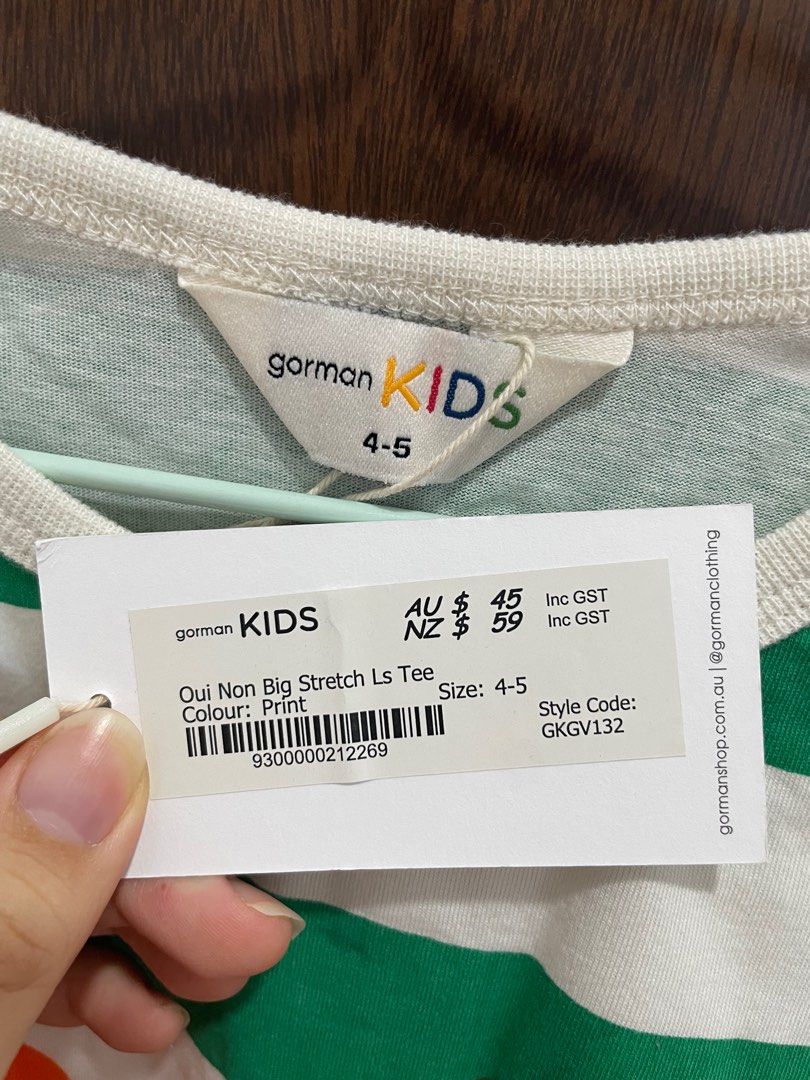 gorman KIDS
4-5
gorman KIDS
AU $ 45 Inc GST
NZ $ 59 Inc GST
Oui Non Big Stretch Ls Tee
Colour: Print
Size: 4-5
9300000212269
Style Code:
GKGV132
gormanshop.com.au | @gormanclothing